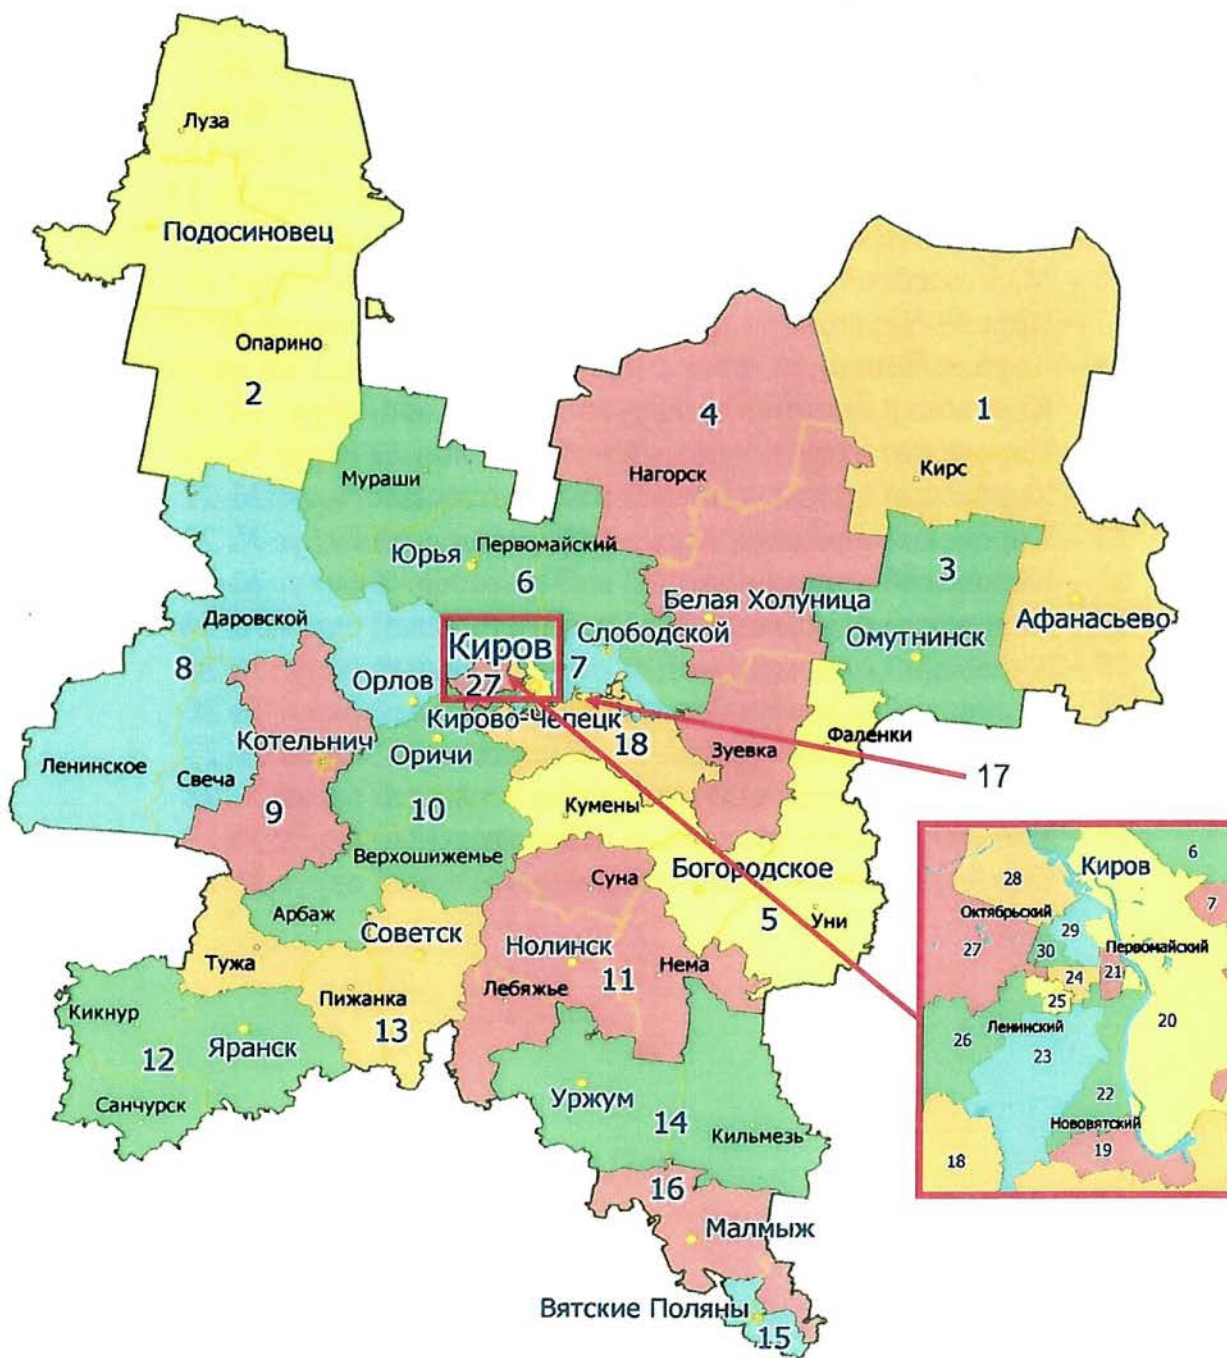 Луза
Подосиновец
Опарино
2
4
1
Мураши
Нагорск
Кирс
Юрья
Первомайский
6
3
Белая Холуница
Даровской
Слободской
Омутнинск
Афанасьево
8
Киров
7
27
Орлов
Кирово-Чепецк
18
Котельнич
Оричи
Зуевка
Фаленки
Ленинское
Свеча
17
9
10
Кумены
Верхошижемье
Богородское
Суна
5
Уни
Арбаж
Советск
Нолинск
Тужа
11
Нема
Лебяжье
Пижанка
Кикнур
13
12
Яранск
Санчурск
Уржум
14
Кильмезь
16
Малмыж
Вятские Поляны
15
Киров
6
28
7
Октябрьский
29
27
30
Первомайский
24
21
25
20
Ленинский
26
23
22
Нововятский
19
18